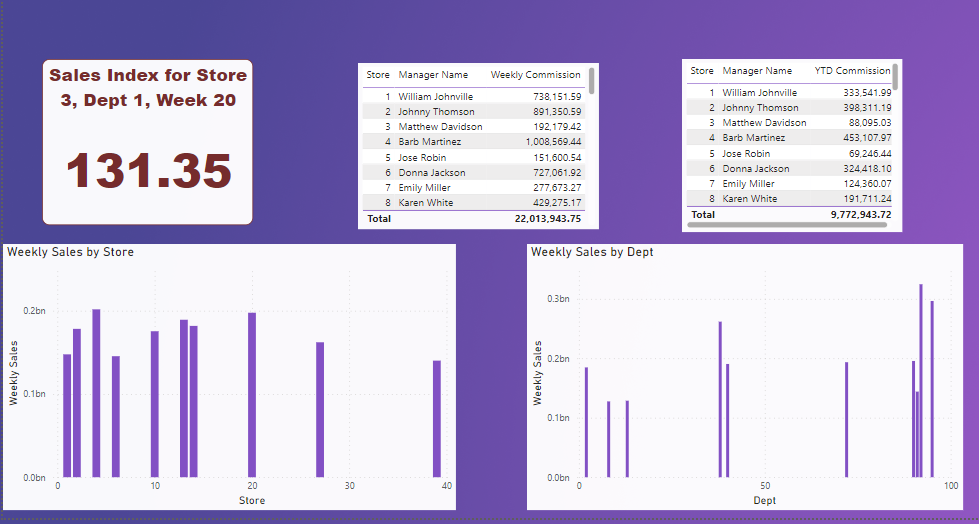 Sales Index for Store
3, Dept 1, Week 20
131.35
Store Manager Name Weekly Commission
1 William Johnville 738,151.59
2 Johnny Thomson 891,350.59
3 Matthew Davidson 192,179.42
4 Barb Martinez 1,008,569.44
5 Jose Robin 151,600.54
6 Donna Jackson 727,061.92
7 Emily Miller 277,673.27
8 Karen White 429,275.17
Total 22,013,943.75
Store Manager Name YTD Commission
1 William Johnville 333,541.99
2 Johnny Thomson 398,311.19
3 Matthew Davidson 88,095.03
4 Barb Martinez 453,107.97
5 Jose Robin 69,246.44
6 Donna Jackson 324,418.10
7 Emily Miller 124,360.07
8 Karen White 191,711.24
Total 9,772,943.72
Weekly Sales by Store
Weekly Sales
0.2bn
0.1bn
0.0bn
0 10 20 30 40
Store
Weekly Sales by Dept
Weekly Sales
0.3bn
0.2bn
0.1bn
0.0bn
0 50 100
Dept